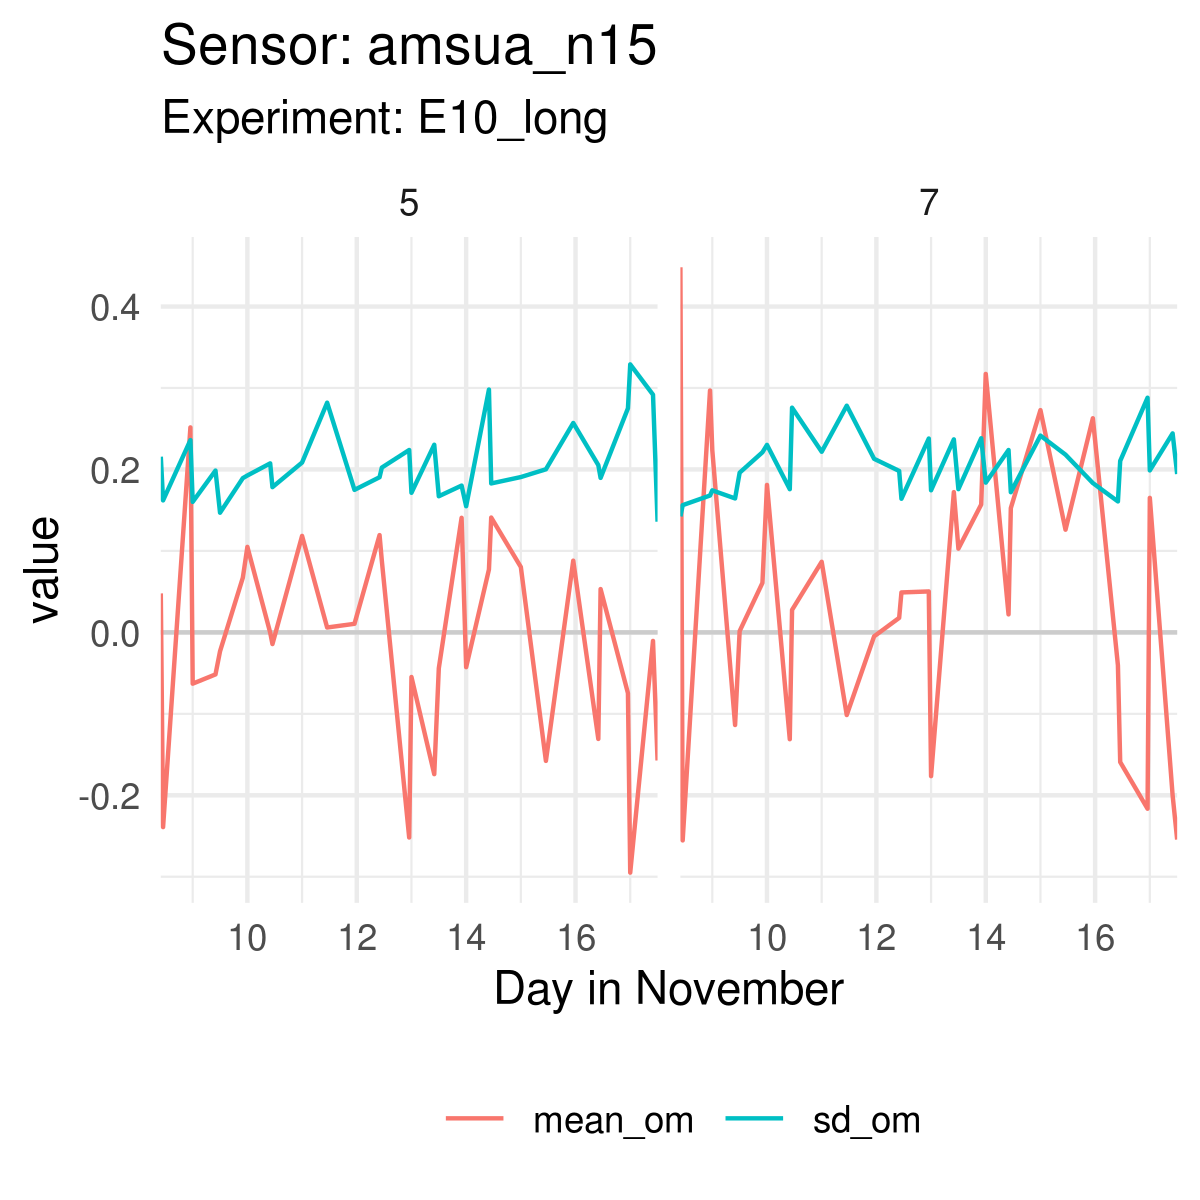 Sensor: amsua_n15
Experiment: E10_long
5 7
0.4
0.2
0.0
-0.2
value
10 12 14 16 10 12 14 16
Day in November
mean_om sd_om